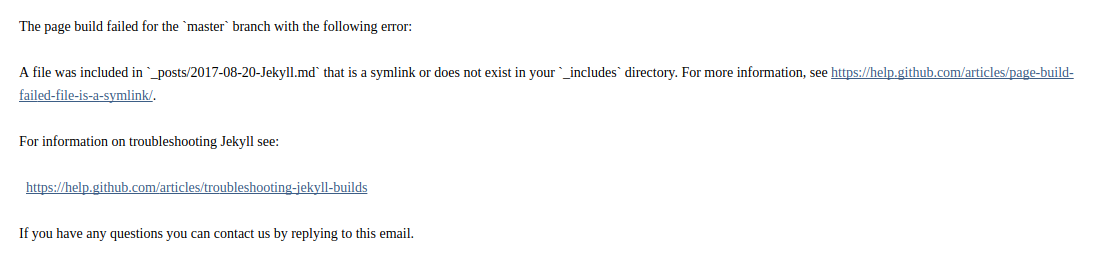 The page build failed for the `master` branch with the following error:
A file was included in `_posts/2017-08-20-Jekyll.md` that is a symlink or does not exist in your `_includes` directory. For more information, see https://help.github.com/articles/page-build-
failed-file-is-a-symlink/.
For information on troubleshooting Jekyll see:
https://help.github.com/articles/troubleshooting-jekyll-builds
If you have any questions you can contact us by replying to this email.